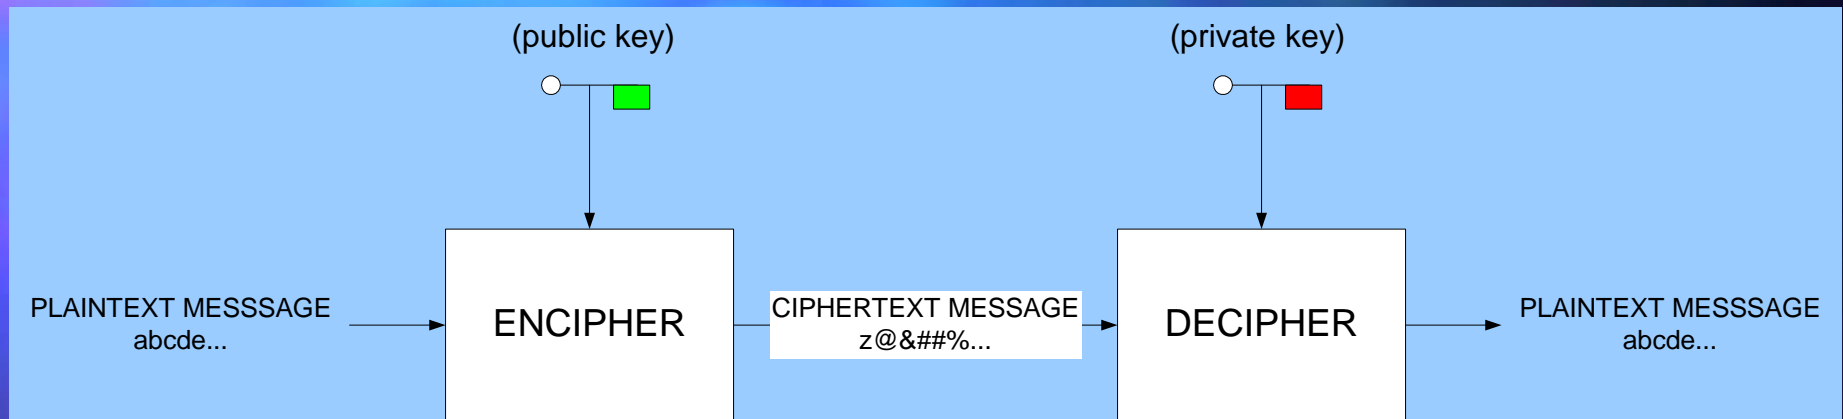 (public key)
(private key)
PLAINTEXT MESSSAGE
abcde...
ENCIPHER
CIPHERTEXT MESSAGE
z@&##%...
DECIPHER
PLAINTEXT MESSSAGE
abcde...